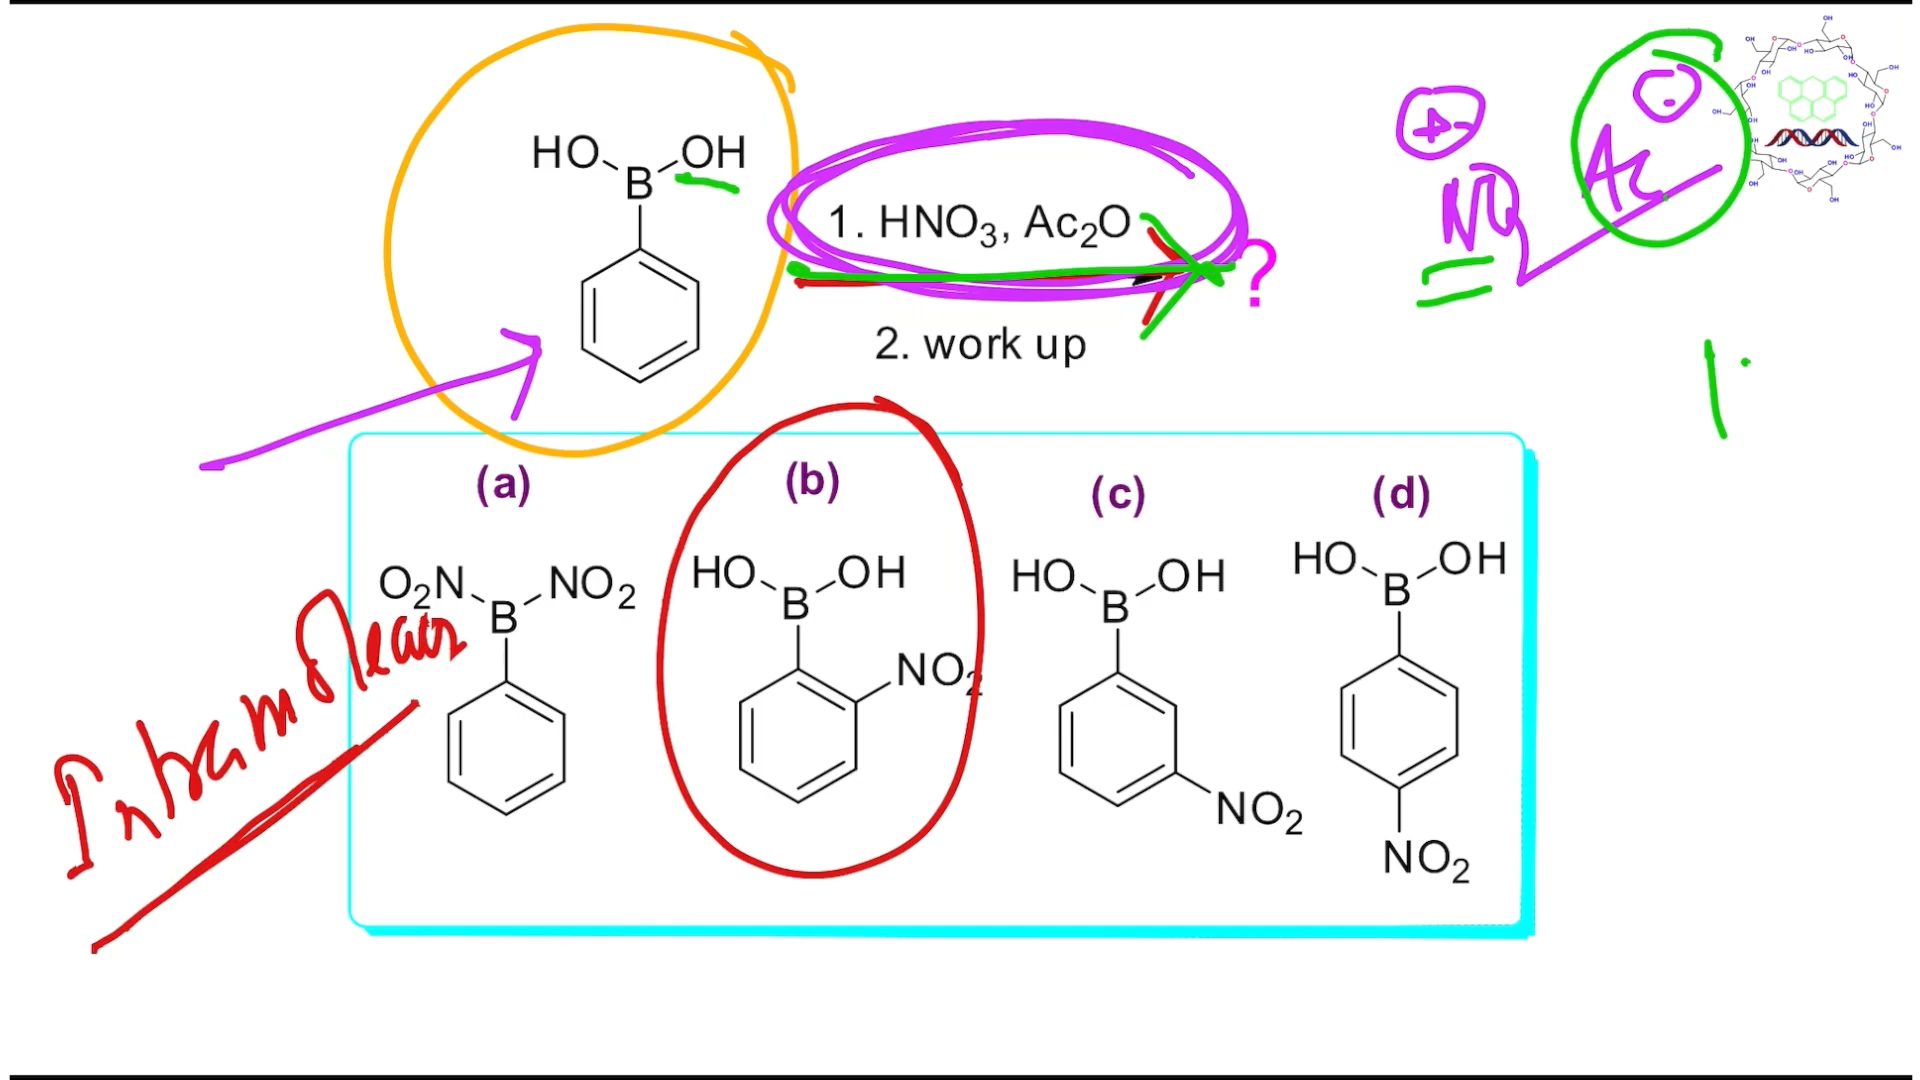 HO OH
B
1. HNO3, Ac2O
?
2. work up
+
NO
Ac
-
(a) (b) (c) (d)
O2N B NO2
HO OH
B
NO2
HO OH
B
NO2
HO OH
B
NO2